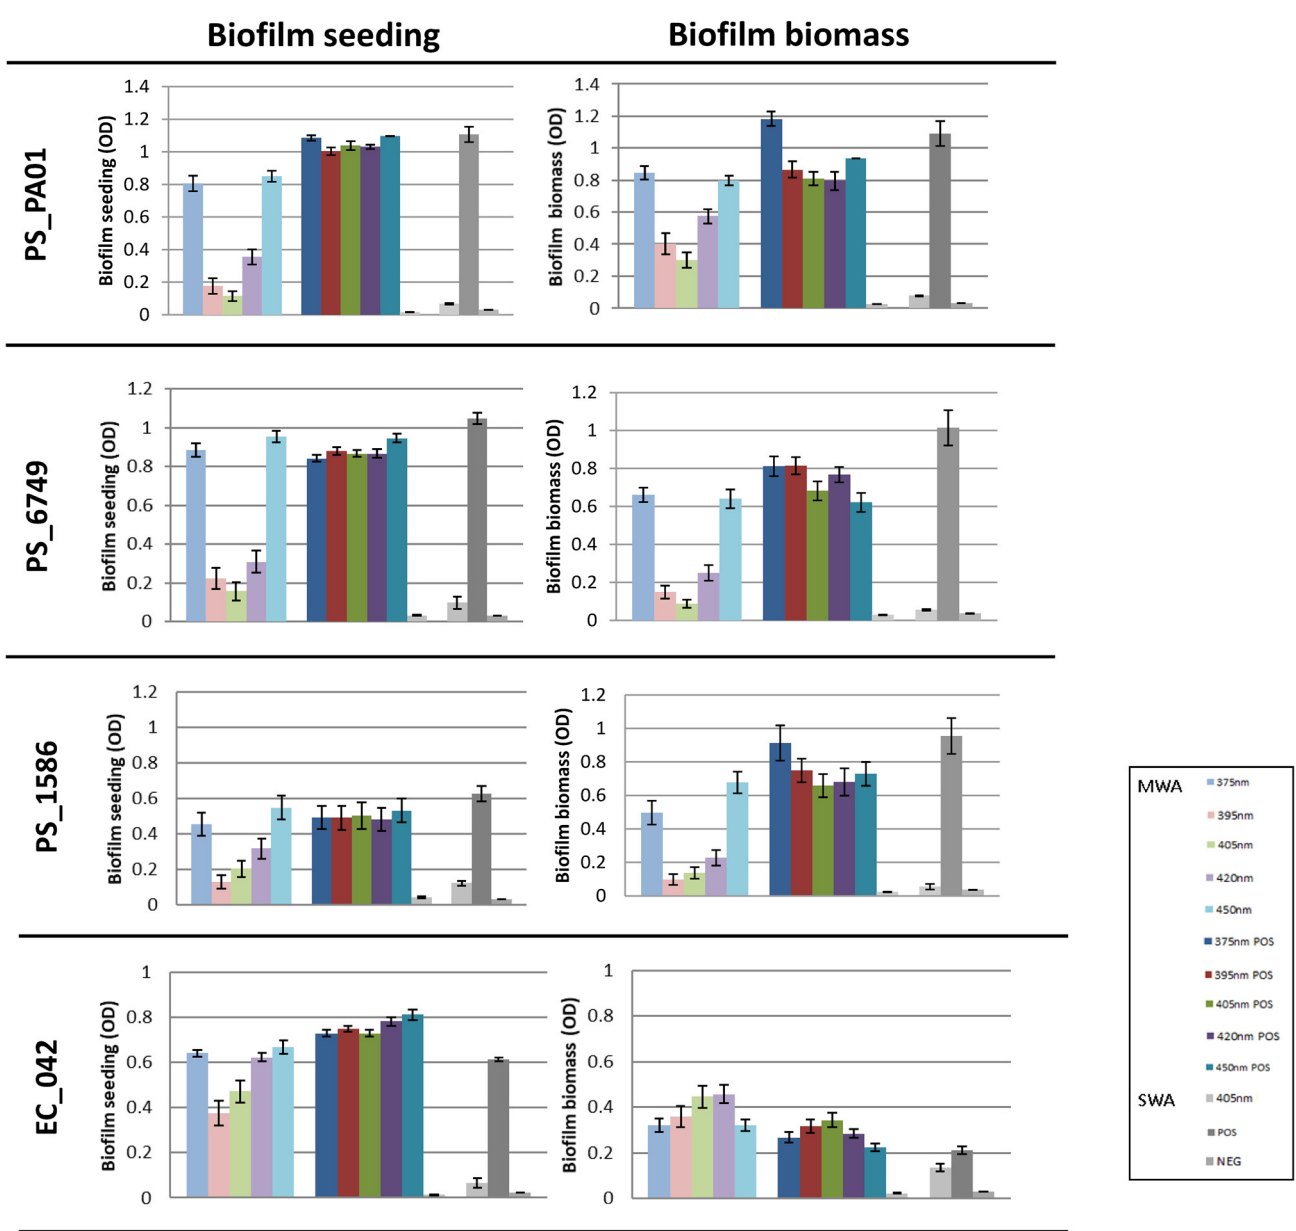 Biofilm seeding Biofilm biomass
PS_PA01
Biofilm seeding (OD)
1.4
1.2
1
0.8
0.6
0.4
0.2
0
Biofilm biomass (OD)
1.4
1.2
1
0.8
0.6
0.4
0.2
0
PS_6749
Biofilm seeding (OD)
1.2
1
0.8
0.6
0.4
0.2
0
Biofilm biomass (OD)
1.2
1
0.8
0.6
0.4
0.2
0
PS_1586
Biofilm seeding (OD)
1.2
1
0.8
0.6
0.4
0.2
0
Biofilm biomass (OD)
1.2
1
0.8
0.6
0.4
0.2
0
EC_042
Biofilm seeding (OD)
1
0.8
0.6
0.4
0.2
0
Biofilm biomass (OD)
1
0.8
0.6
0.4
0.2
0
MWA 375nm
395nm
405nm
420nm
450nm
375nm POS
395nm POS
405nm POS
420nm POS
450nm POS
SWA 405nm
POS
NEG